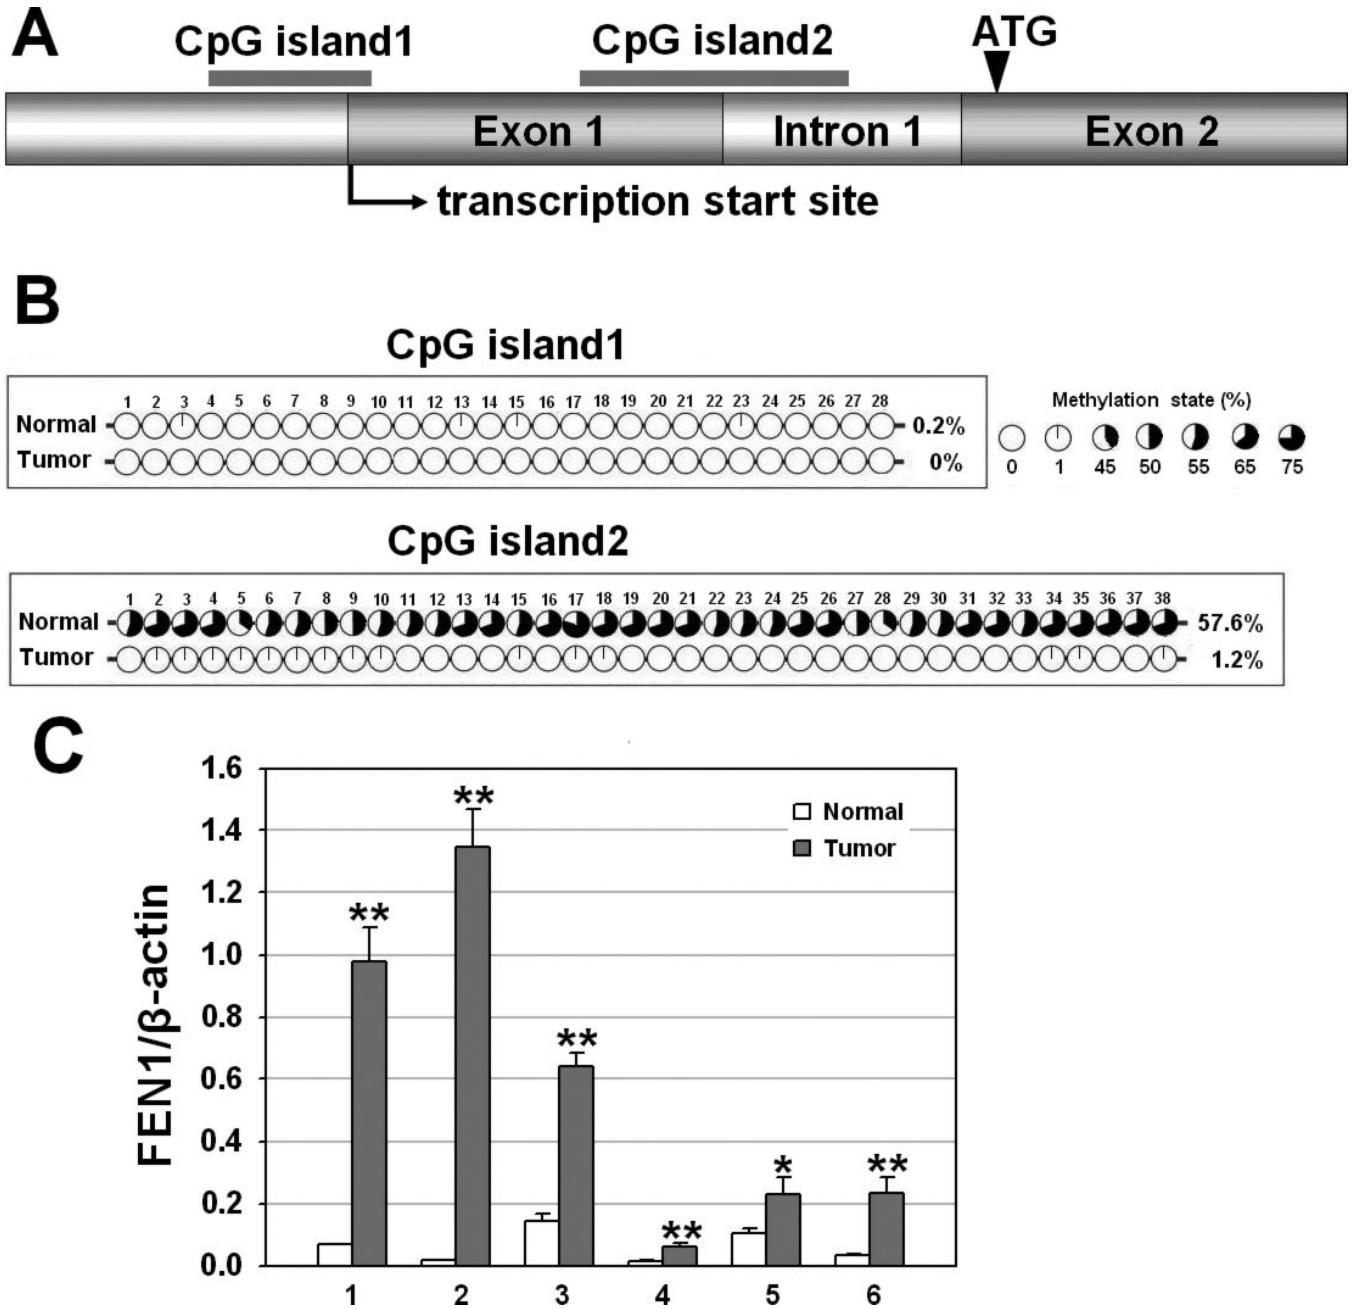 A
CpG island1
CpG island2
ATG
Exon 1
Intron 1
Exon 2
transcription start site
B
CpG island1
1 2 3 4 5 6 7 8 9 10 11 12 13 14 15 16 17 18 19 20 21 22 23 24 25 26 27 28
Normal 0.2%
Tumor 0%
Methylation state (%)
0 1 45 50 55 65 75
CpG island2
1 2 3 4 5 6 7 8 9 10 11 12 13 14 15 16 17 18 19 20 21 22 23 24 25 26 27 28 29 30 31 32 33 34 35 36 37 38
Normal 57.6%
Tumor 1.2%
C
FEN1/β-actin
1.6
1.4
1.2
1.0
0.8
0.6
0.4
0.2
0.0
Normal
Tumor
**
**
**
**
*
**
1 2 3 4 5 6